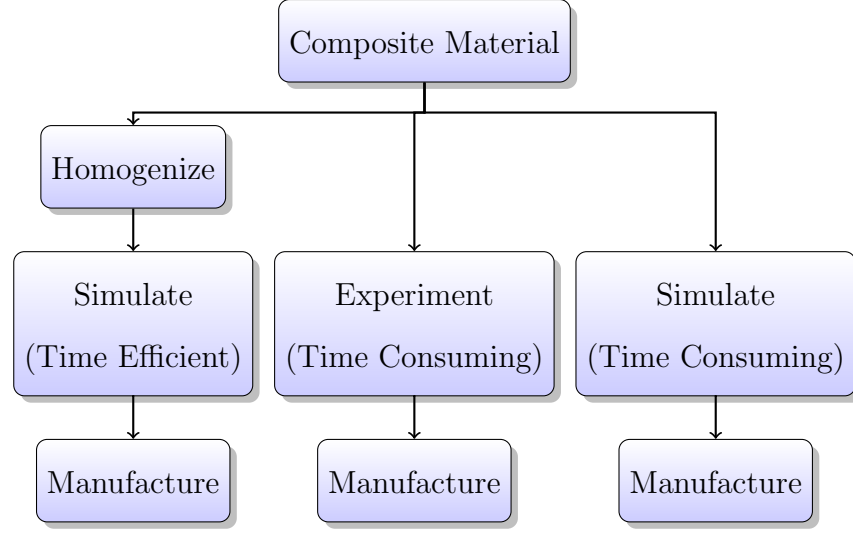 Composite Material
Homogenize
Simulate
(Time Efficient)
Experiment
(Time Consuming)
Simulate
(Time Consuming)
Manufacture
Manufacture
Manufacture